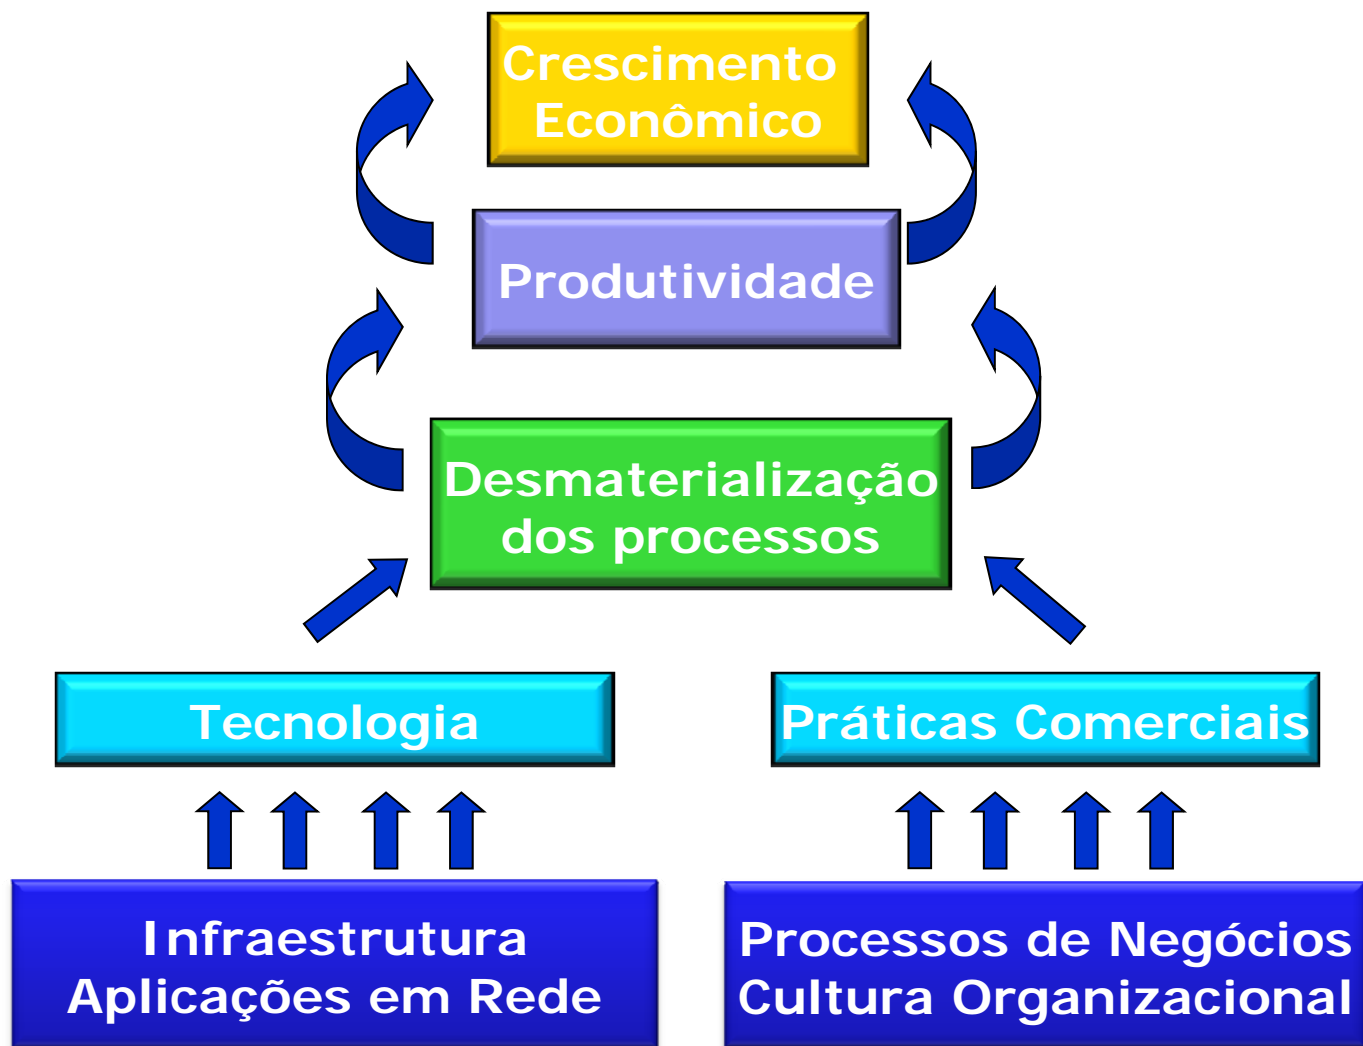 Crescimento
Econômico
Produtividade
Desmaterialização
dos processos
Tecnologia
Práticas Comerciais
Infraestrutura
Aplicações em Rede
Processos de Negócios
Cultura Organizacional